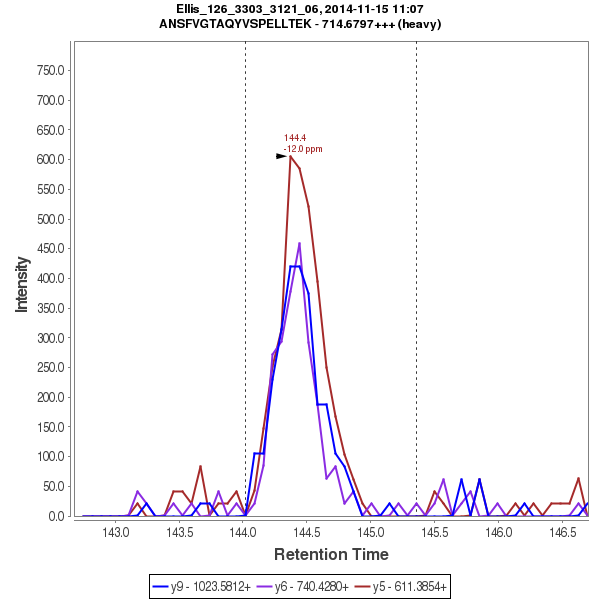 Ellis_126_3303_3121_06, 2014-11-15 11:07
ANSFVGTAQYVSPELLTEK - 714.6797+++ (heavy)
750.0
700.0
650.0
600.0
550.0
500.0
450.0
400.0
350.0
300.0
250.0
200.0
150.0
100.0
50.0
0.0
Intensity
144.4
-12.0 ppm
143.0 143.5 144.0 144.5 145.0 145.5 146.0 146.5
Retention Time
y9 - 1023.5812+ y6 - 740.4280+ y5 - 611.3854+